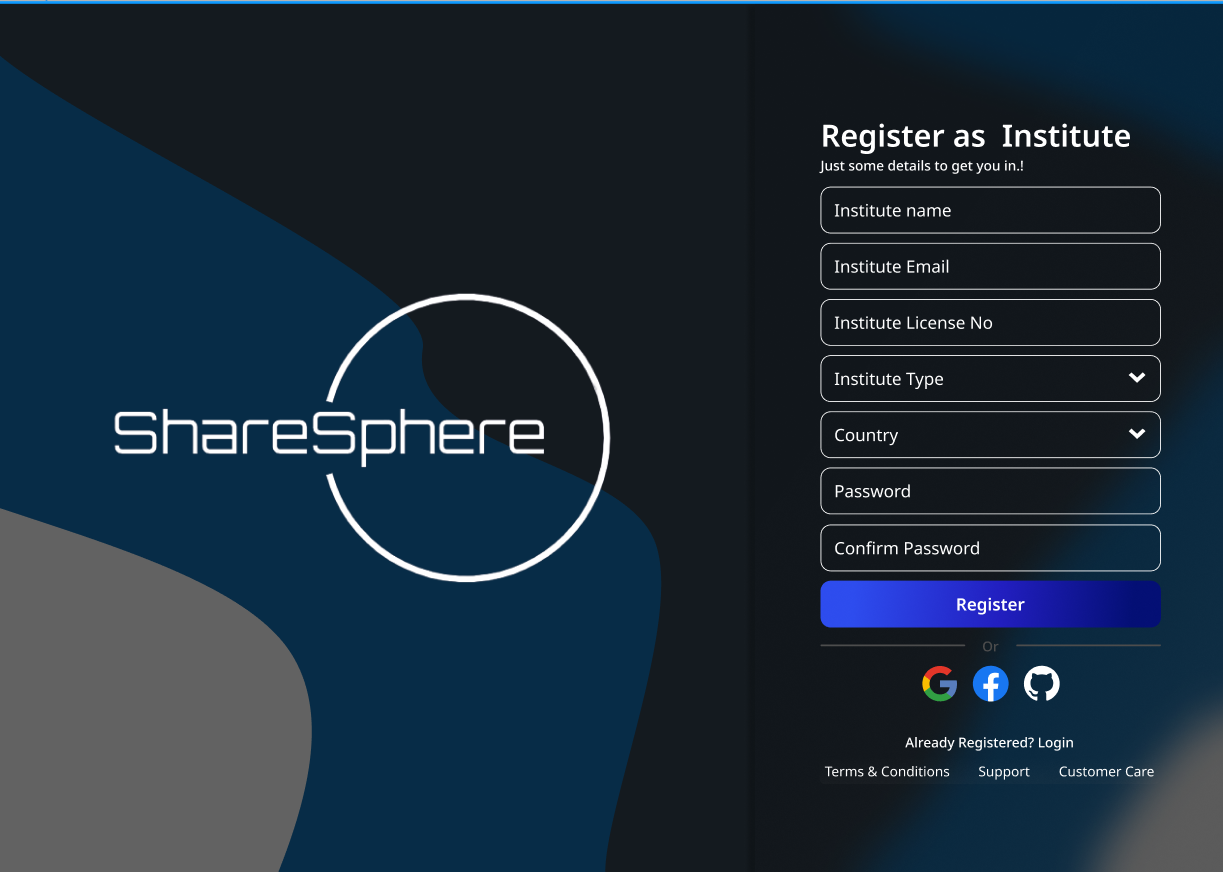 ShareSphere
Register as  Institute
Just some details to get you in.!
Institute name
Institute Email
Institute License No
Institute Type
Country
Password
Confirm Password
Register
Or
Already Registered? Login
Terms & Conditions Support Customer Care